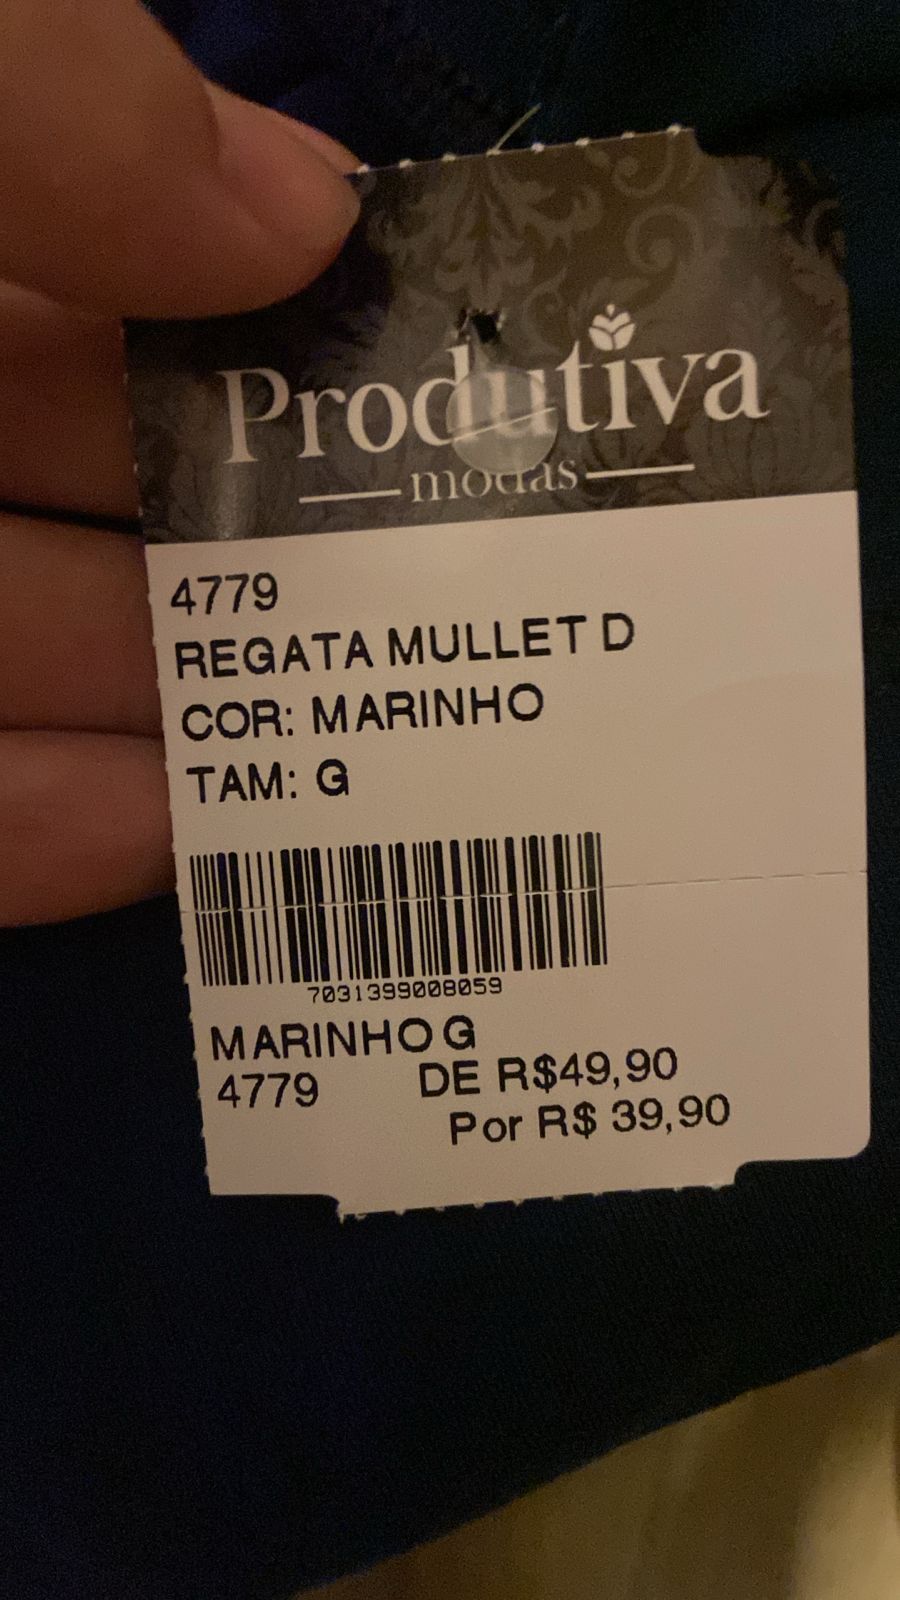 Produtiva
modas
4779
REGATA MULLET D
COR: MARINHO
TAM: G
7031399008059
MARINHO G
4779 DE R$49,90
Por R$ 39,90